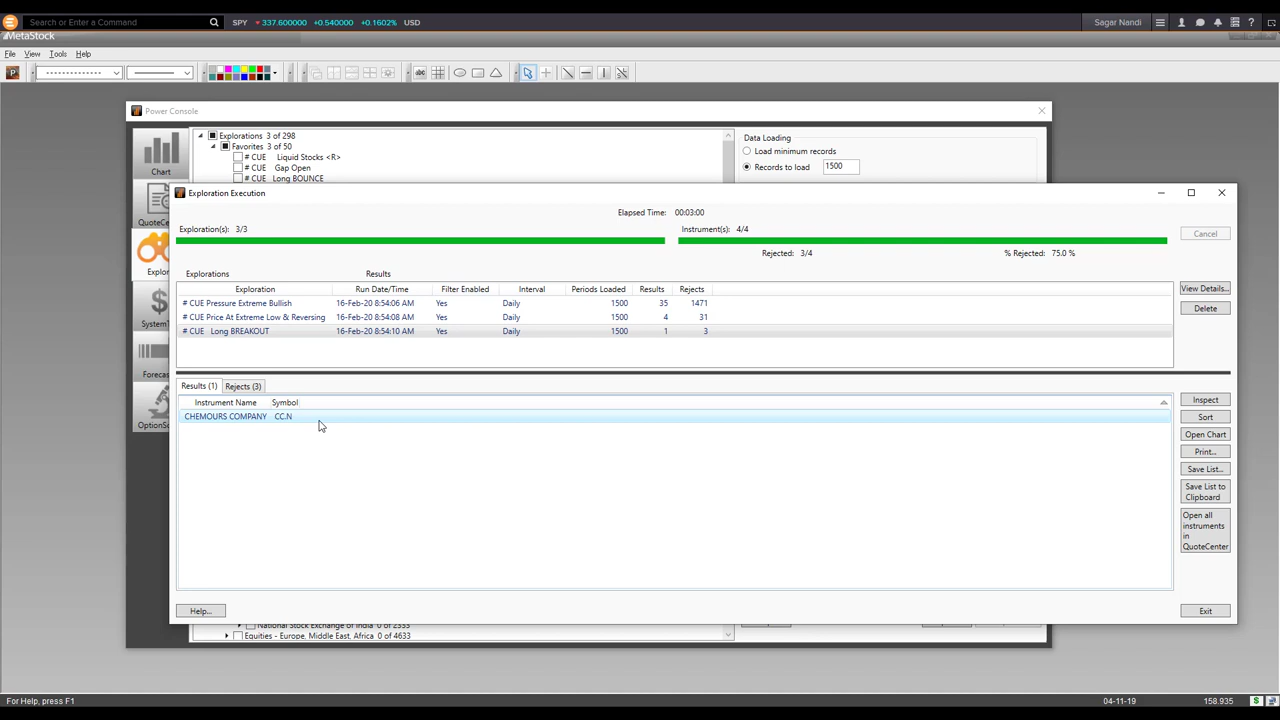 Search or Enter a Command
SPY 337.600000 +0.540000 +0.1602% USD
Sagar Nandi
MetaStock
File View Tools Help
abc
Power Console
Explorations 3 of 298
Favorites 3 of 50
# CUE Liquid Stocks <R>
# CUE Gap Open
# CUE Long BOUNCE
Data Loading
Load minimum records
Records to load 1500
Chart
Exploration Execution
Elapsed Time: 00:03:00
Exploration(s): 3/3
Instrument(s): 4/4
Cancel
Rejected: 3/4
% Rejected: 75.0 %
Explorations
Results
Exploration Run Date/Time Filter Enabled Interval Periods Loaded Results Rejects
# CUE Pressure Extreme Bullish 16-Feb-20 8:54:06 AM Yes Daily 1500 35 1471
# CUE Price At Extreme Low & Reversing 16-Feb-20 8:54:08 AM Yes Daily 1500 4 31
# CUE Long BREAKOUT 16-Feb-20 8:54:10 AM Yes Daily 1500 1 3
View Details...
Delete
Results (1) Rejects (3)
Instrument Name Symbol
CHEMOURS COMPANY CC.N
Inspect
Sort
Open Chart
Print...
Save List...
Save List to
Clipboard
Open all
instruments
in
QuoteCenter
Help...
Exit
QuoteCe
Explor
SystemT
Forecas
OptionSc
National Stock Exchange of India 0 of 2333
Equities - Europe, Middle East, Africa 0 of 4633
For Help, press F1
04-11-19
158.935